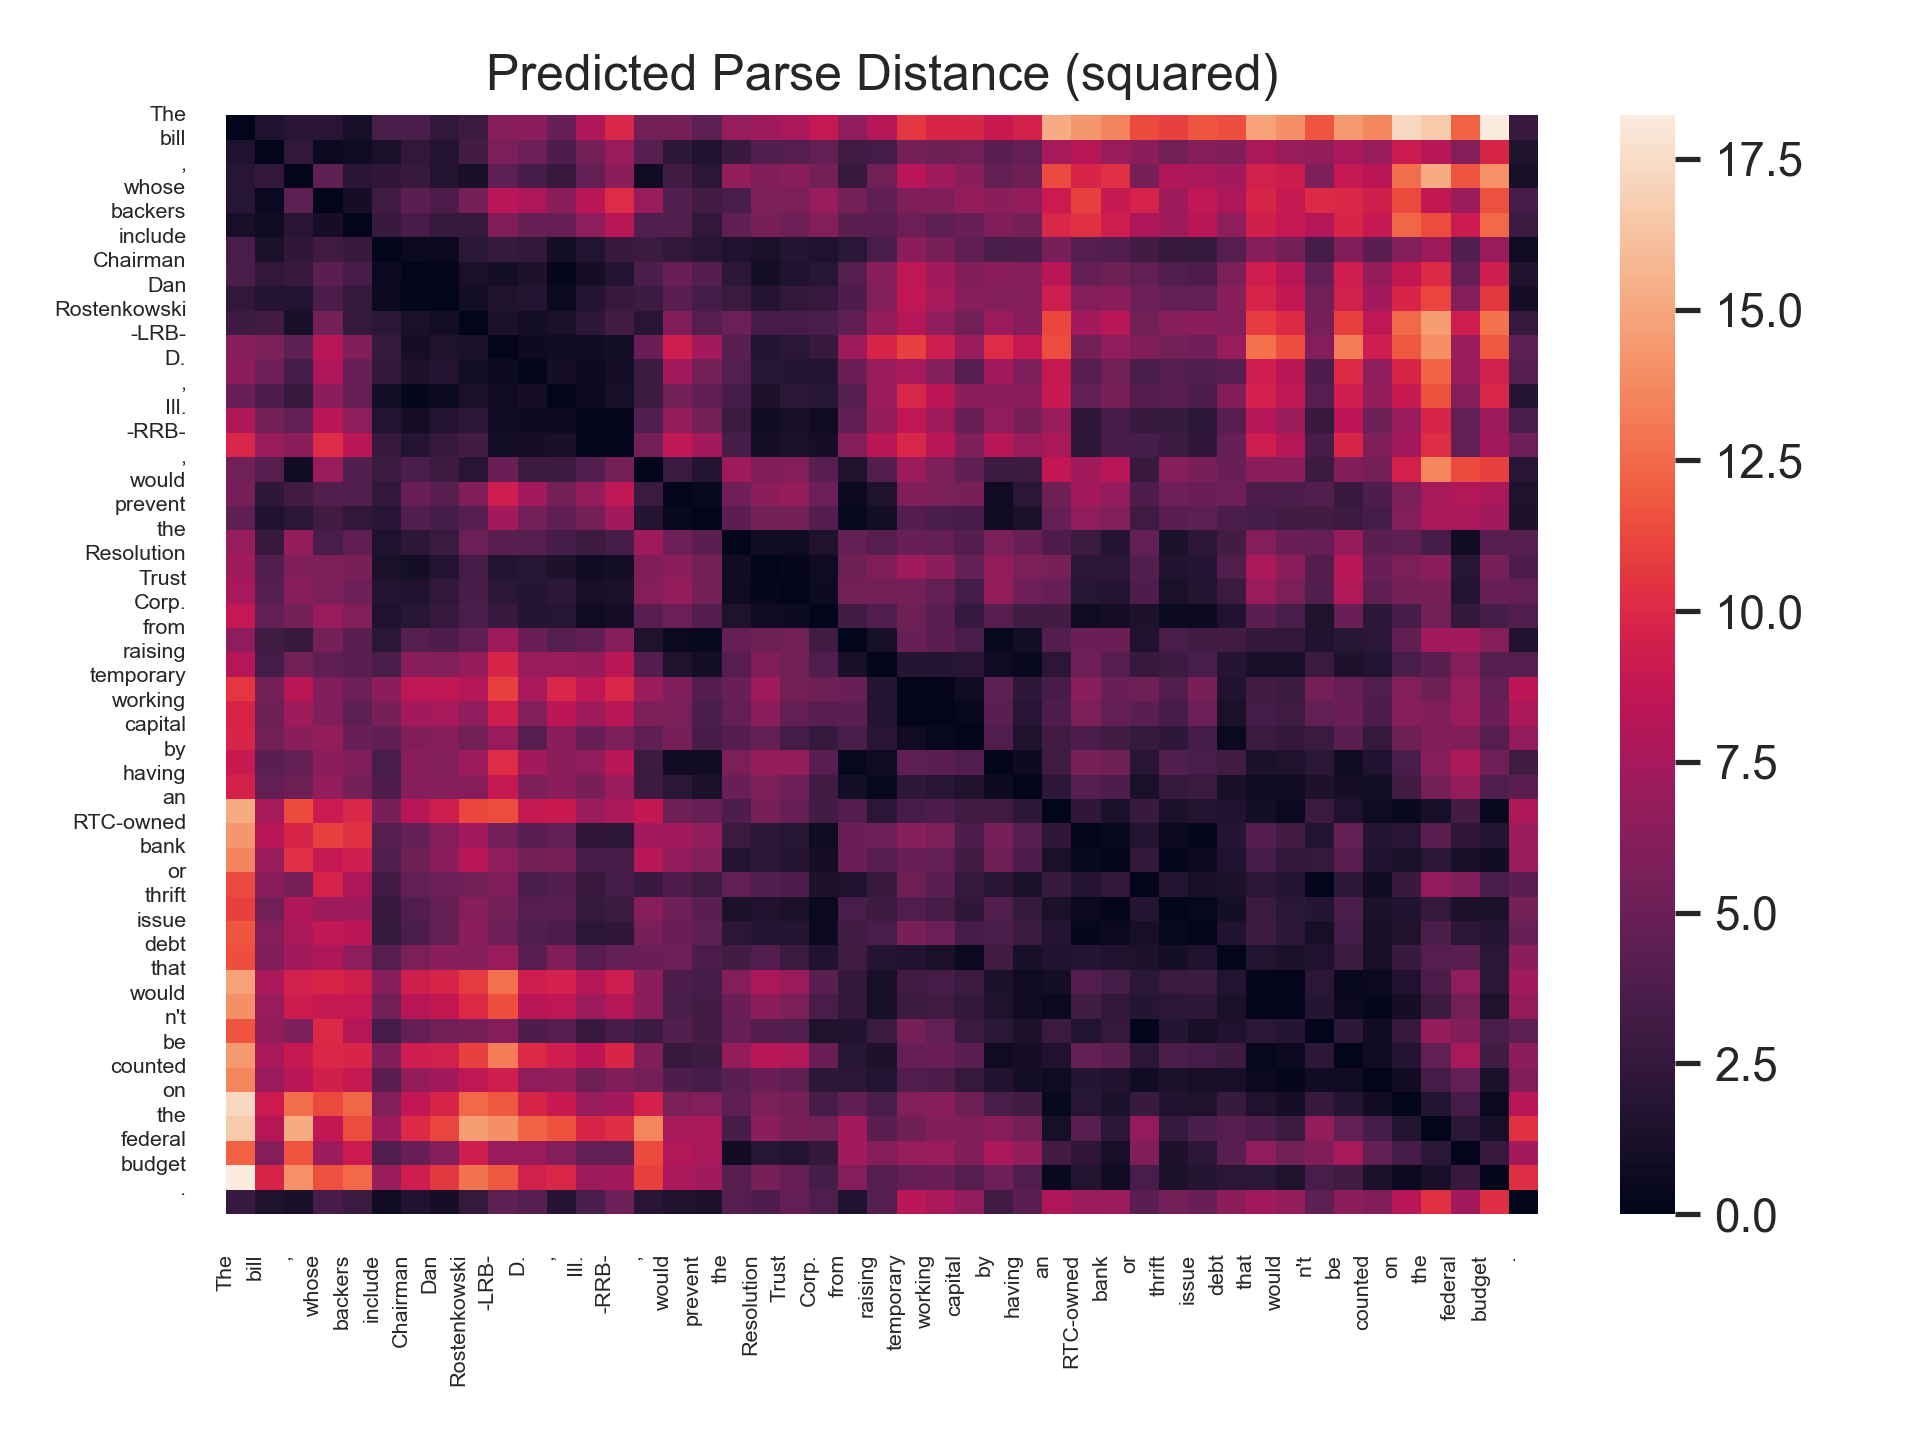 Predicted Parse Distance (squared)
The
bill
,
whose
backers
include
Chairman
Dan
Rostenkowski
-LRB-
D.
,
Ill.
-RRB-
,
would
prevent
the
Resolution
Trust
Corp.
from
raising
temporary
working
capital
by
having
an
RTC-owned
bank
or
thrift
issue
debt
that
would
n't
be
counted
on
the
federal
budget
.
17.5
15.0
12.5
10.0
7.5
5.0
2.5
0.0
The
bill
,
whose
backers
include
Chairman
Dan
Rostenkowski
-LRB-
D.
,
Ill.
-RRB-
,
would
prevent
the
Resolution
Trust
Corp.
from
raising
temporary
working
capital
by
having
an
RTC-owned
bank
or
thrift
issue
debt
that
would
n't
be
counted
on
the
federal
budget
.